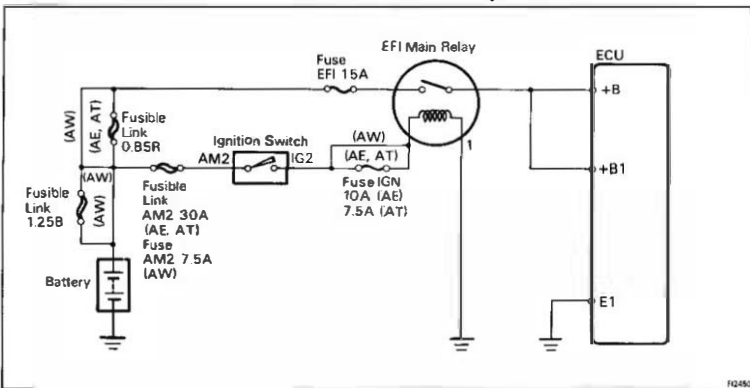 EFI Main Relay
Fuse
EFI 15A
ECU
+B
(AW)
(AE, AT)
Fusible
Link
0.85R
Ignition Switch
AM2
IG2
(AW)
(AE, AT)
1
+B1
(AW)
Fusible
Link
1.25B
(AW)
Fusible
Link
AM2 30A
(AE, AT)
Fuse
AM2 7.5A
(AW)
Fuse IGN
10A (AE)
7.5A (AT)
Battery
E1